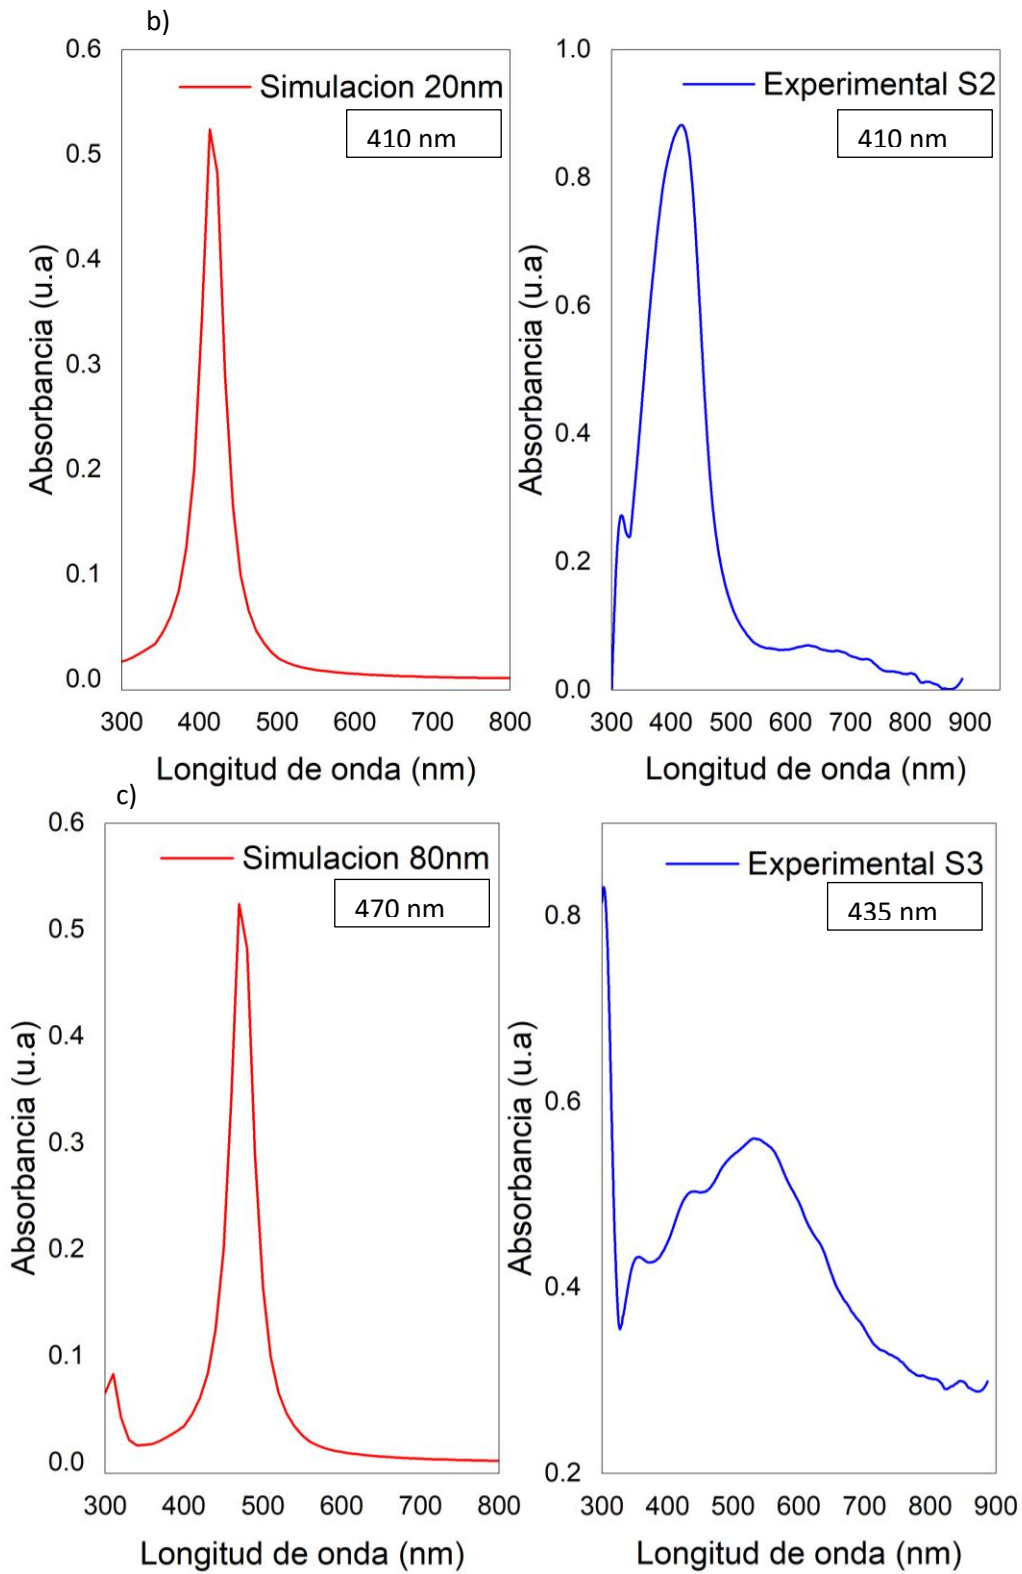 b)
Simulacion 20nm
410 nm
0.6
0.5
0.4
0.3
0.2
0.1
0.0
Absorbancia (u.a)
300 400 500 600 700 800
Longitud de onda (nm)
Experimental S2
410 nm
1.0
0.8
0.6
0.4
0.2
0.0
Absorbancia (u.a)
300 400 500 600 700 800 900
Longitud de onda (nm)
c)
Simulacion 80nm
470 nm
0.6
0.5
0.4
0.3
0.2
0.1
0.0
Absorbancia (u.a)
300 400 500 600 700 800
Longitud de onda (nm)
Experimental S3
435 nm
0.8
0.6
0.4
0.2
Absorbancia (u.a)
300 400 500 600 700 800 900
Longitud de onda (nm)